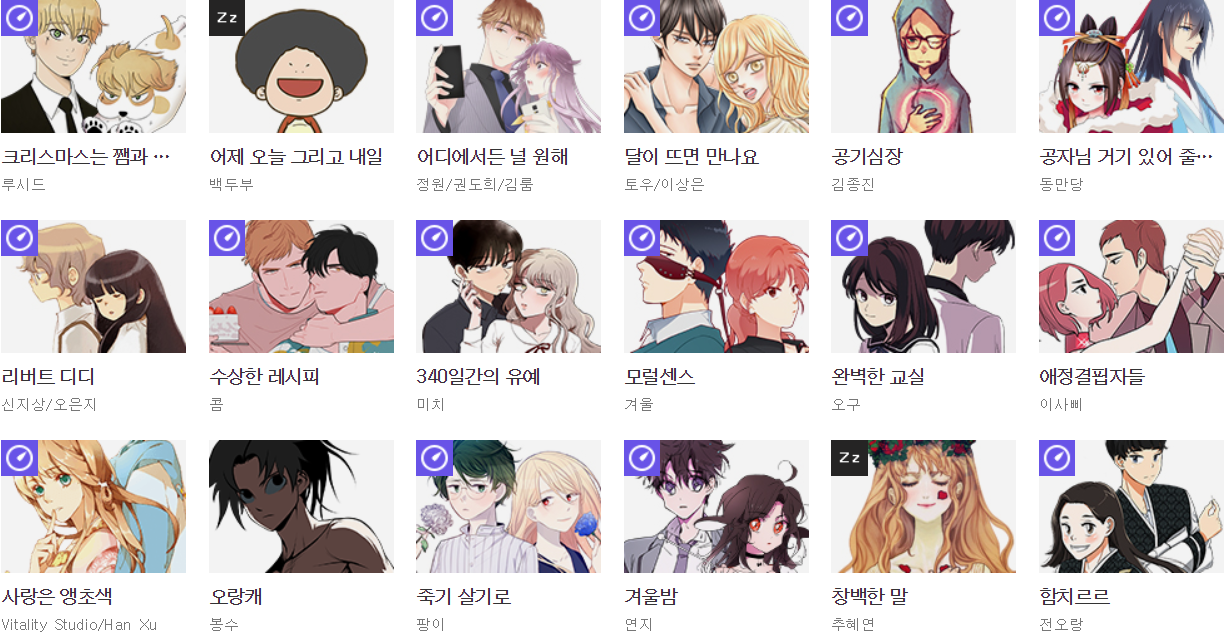 Zz
크리스마스는 쨈과 …
어제 오늘 그리고 내일
어디에서든 널 원해
달이 뜨면 만나요
공기심장
공자님 거기 있어 줄…
루시드
백두부
정원/권도희/김룸
토우/이상은
김종진
동만당
리버트 디디
수상한 레시피
340일간의 유예
모럴센스
완벽한 교실
애정결핍자들
신지상/오은지
콤
미치
겨울
오구
이사삐
Zz
사랑은 앵초색
오랑캐
죽기 살기로
겨울밤
창백한 말
함치르르
Vitality Studio/Han Xu
봉수
팡이
연지
추혜연
전오랑